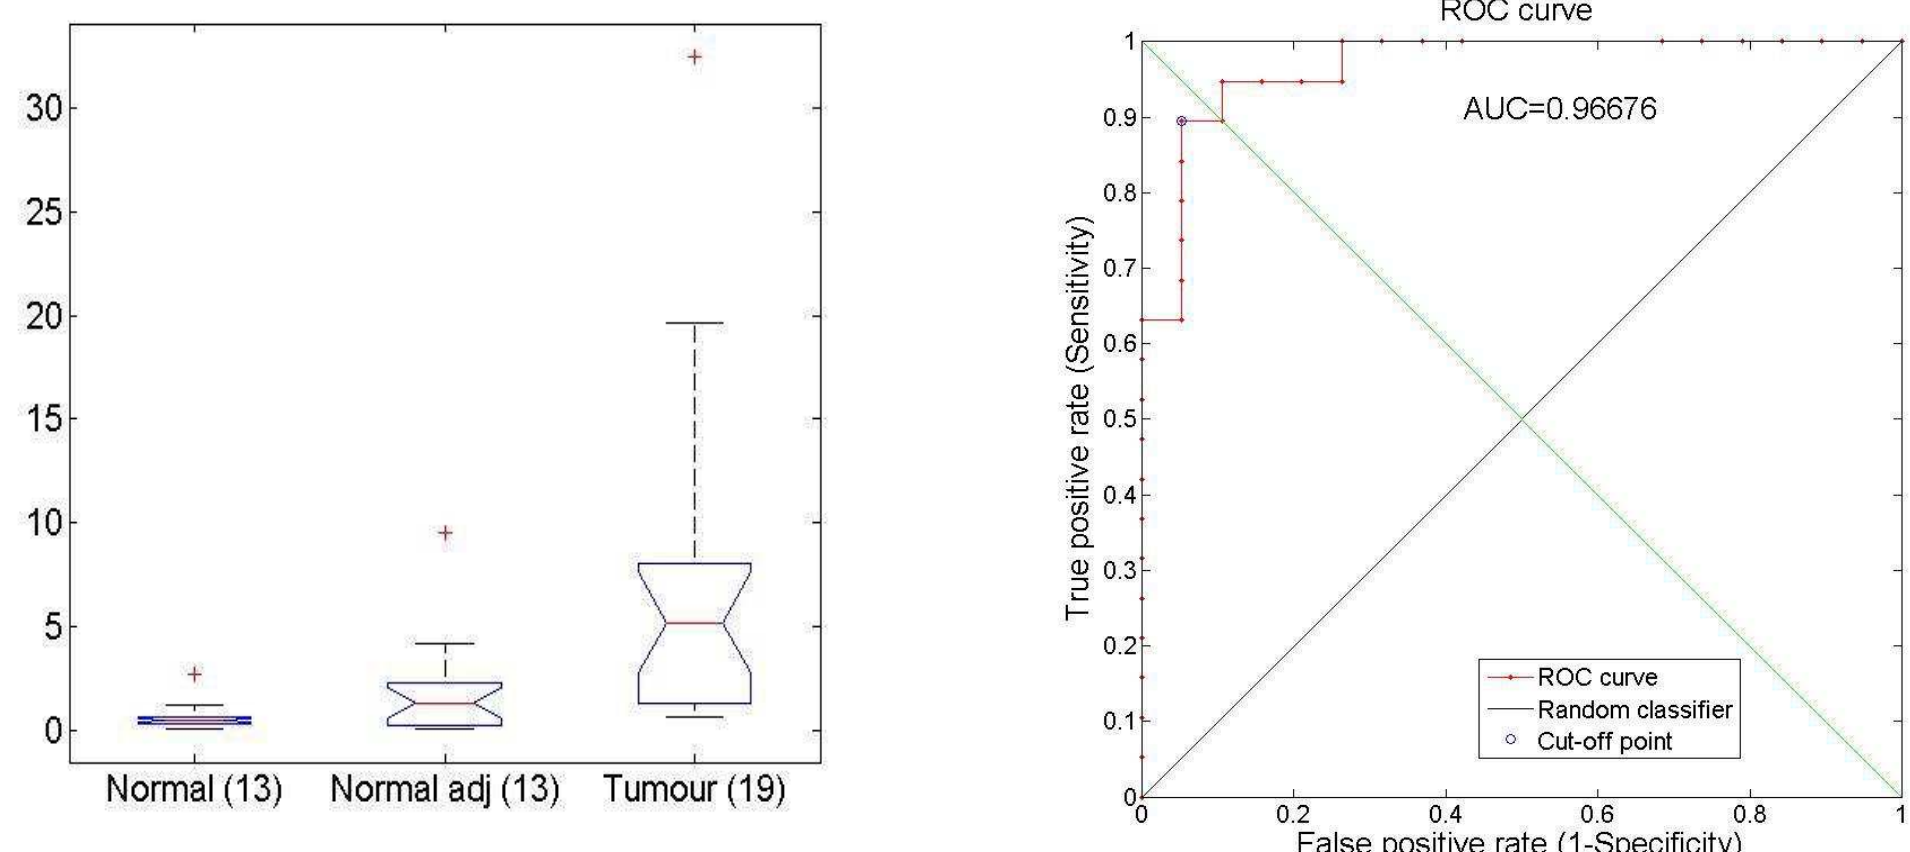 30
25
20
15
10
5
0
Normal (13) Normal adj (13) Tumour (19)
ROC curve
1
0.9
0.8
0.7
0.6
0.5
0.4
0.3
0.2
0.1
0
True positive rate (Sensitivity)
AUC=0.96676
ROC curve
Random classifier
Cut-off point
0 0.2 0.4 0.6 0.8 1
False positive rate (1-Specificity)